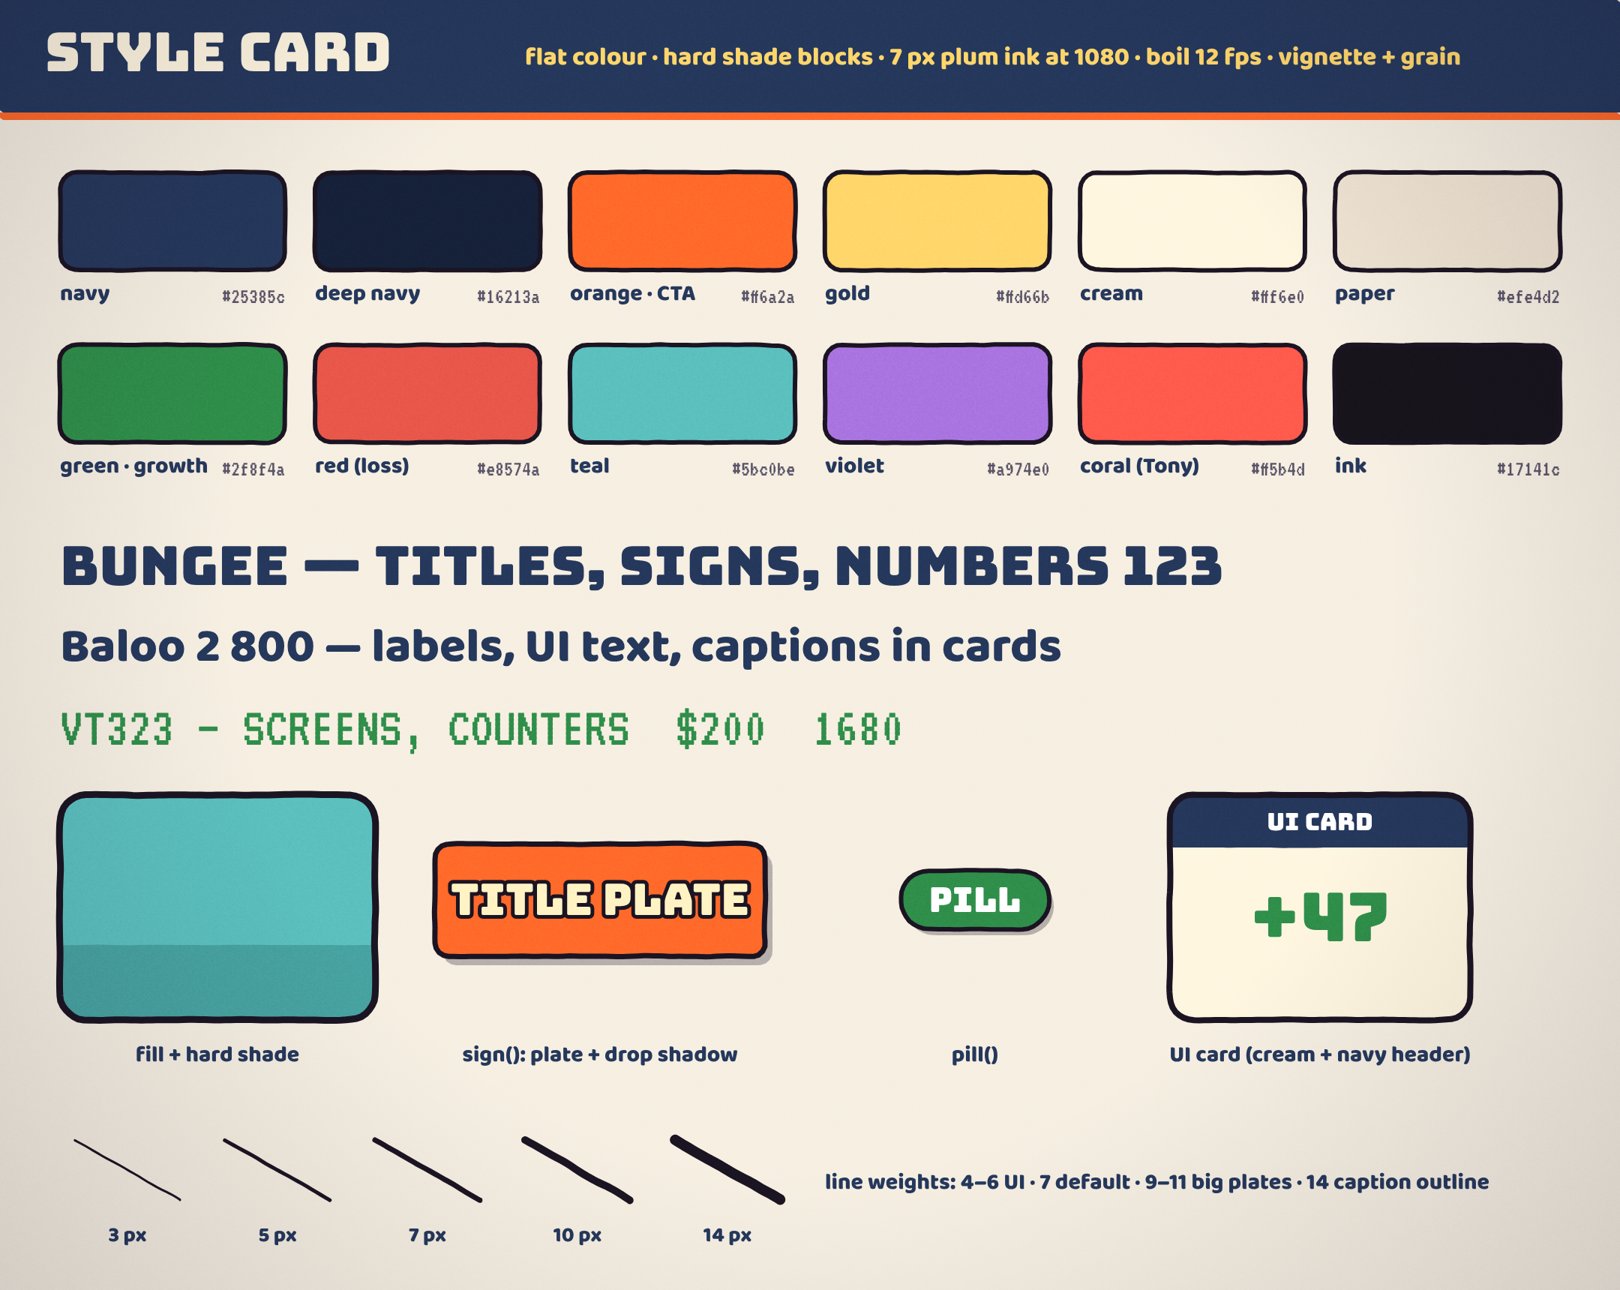 STYLE CARD
flat colour · hard shade blocks · 7 px plum ink at 1080 · boil 12 fps · vignette + grain
navy #25385c deep navy #16213a orange · CTA #ff6a2a gold #ffd66b cream #fff6e0 paper #efe4d2
green · growth #2f8f4a red (loss) #e8574a teal #5bc0be violet #a974e0 coral (Tony) #ff5b4d ink #17141c
BUNGEE — TITLES, SIGNS, NUMBERS 123
Baloo 2 800 — labels, UI text, captions in cards
VT323 - SCREENS, COUNTERS $200 1680
TITLE PLATE
PILL
UI CARD
+47
fill + hard shade
sign(): plate + drop shadow
pill()
UI card (cream + navy header)
line weights: 4–6 UI · 7 default · 9–11 big plates · 14 caption outline
3 px 5 px 7 px 10 px 14 px